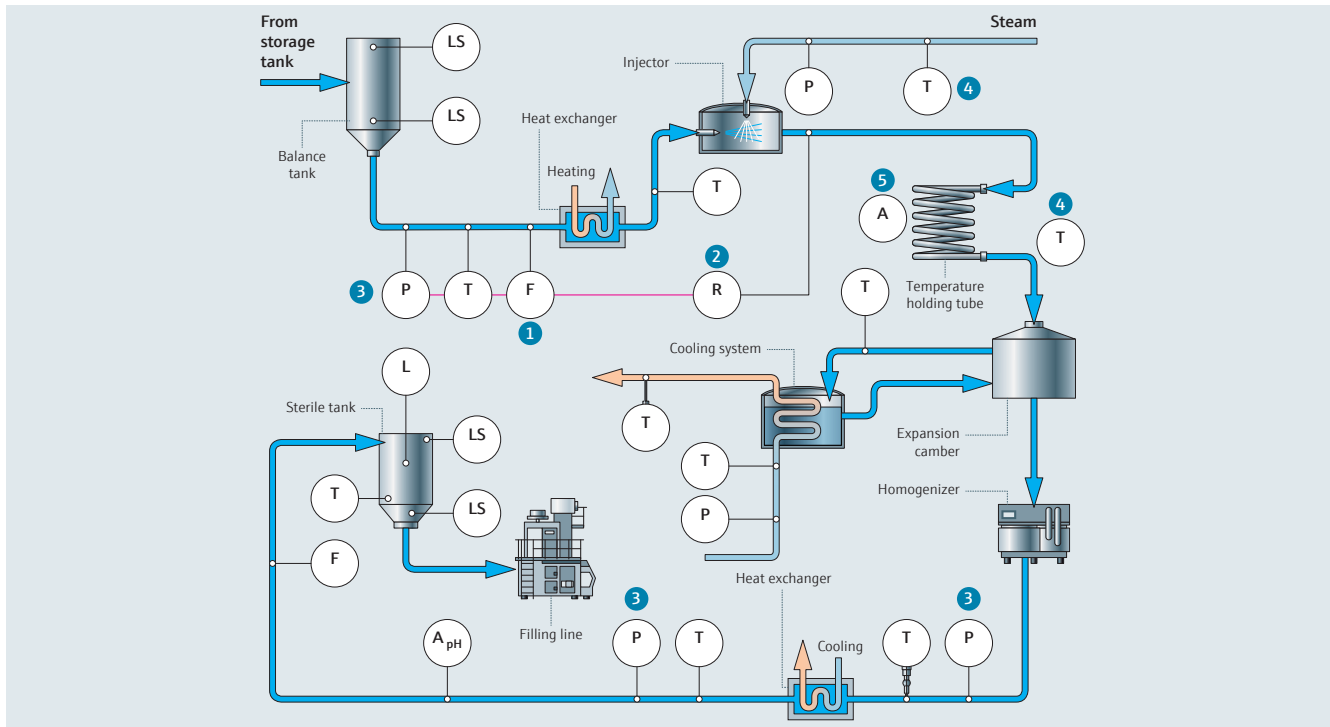 From
storage
tank
LS
LS
Balance
tank
Steam
Injector
P
T
4
Heat exchanger
Heating
T
5
A
4
T
Temperature
holding tube
3
P
T
F
1
2
R
T
Cooling system
T
T
P
Expansion
camber
Homogenizer
L
Sterile tank
LS
T
LS
F
Filling line
Heat exchanger
Cooling
A pH
3
P
T
T
3
P